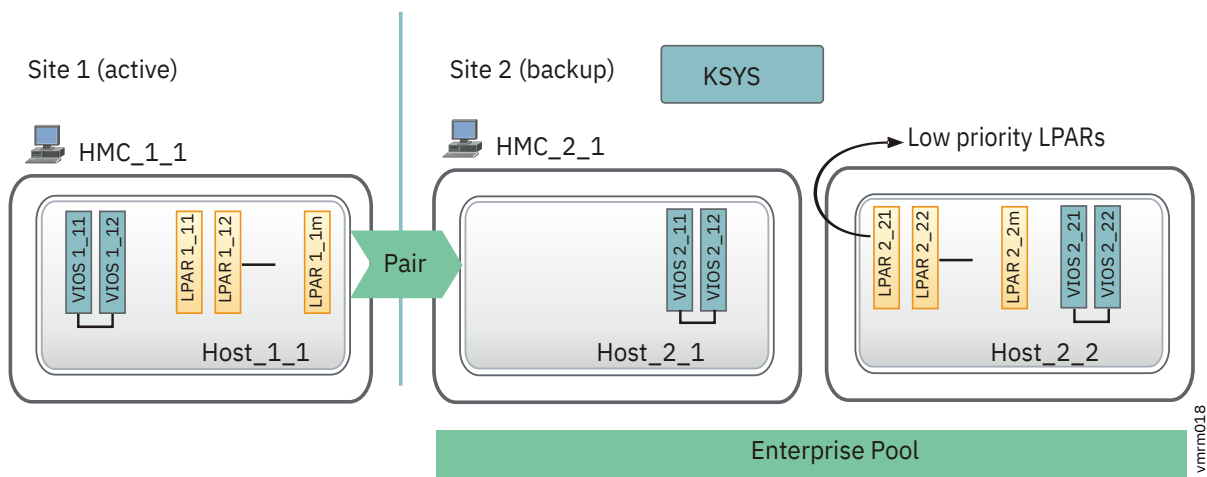 Site 1 (active)
Site 2 (backup)
KSYS
HMC_1_1
HMC_2_1
Low priority LPARs
VIOS 1_11
VIOS 1_12
LPAR 1_11
LPAR 1_12
LPAR 1_1m
Host_1_1
Pair
VIOS 2_11
VIOS 2_12
Host_2_1
LPAR 2_21
LPAR 2_22
LPAR 2_2m
VIOS 2_21
VIOS 2_22
Host_2_2
Enterprise Pool
vmrm018